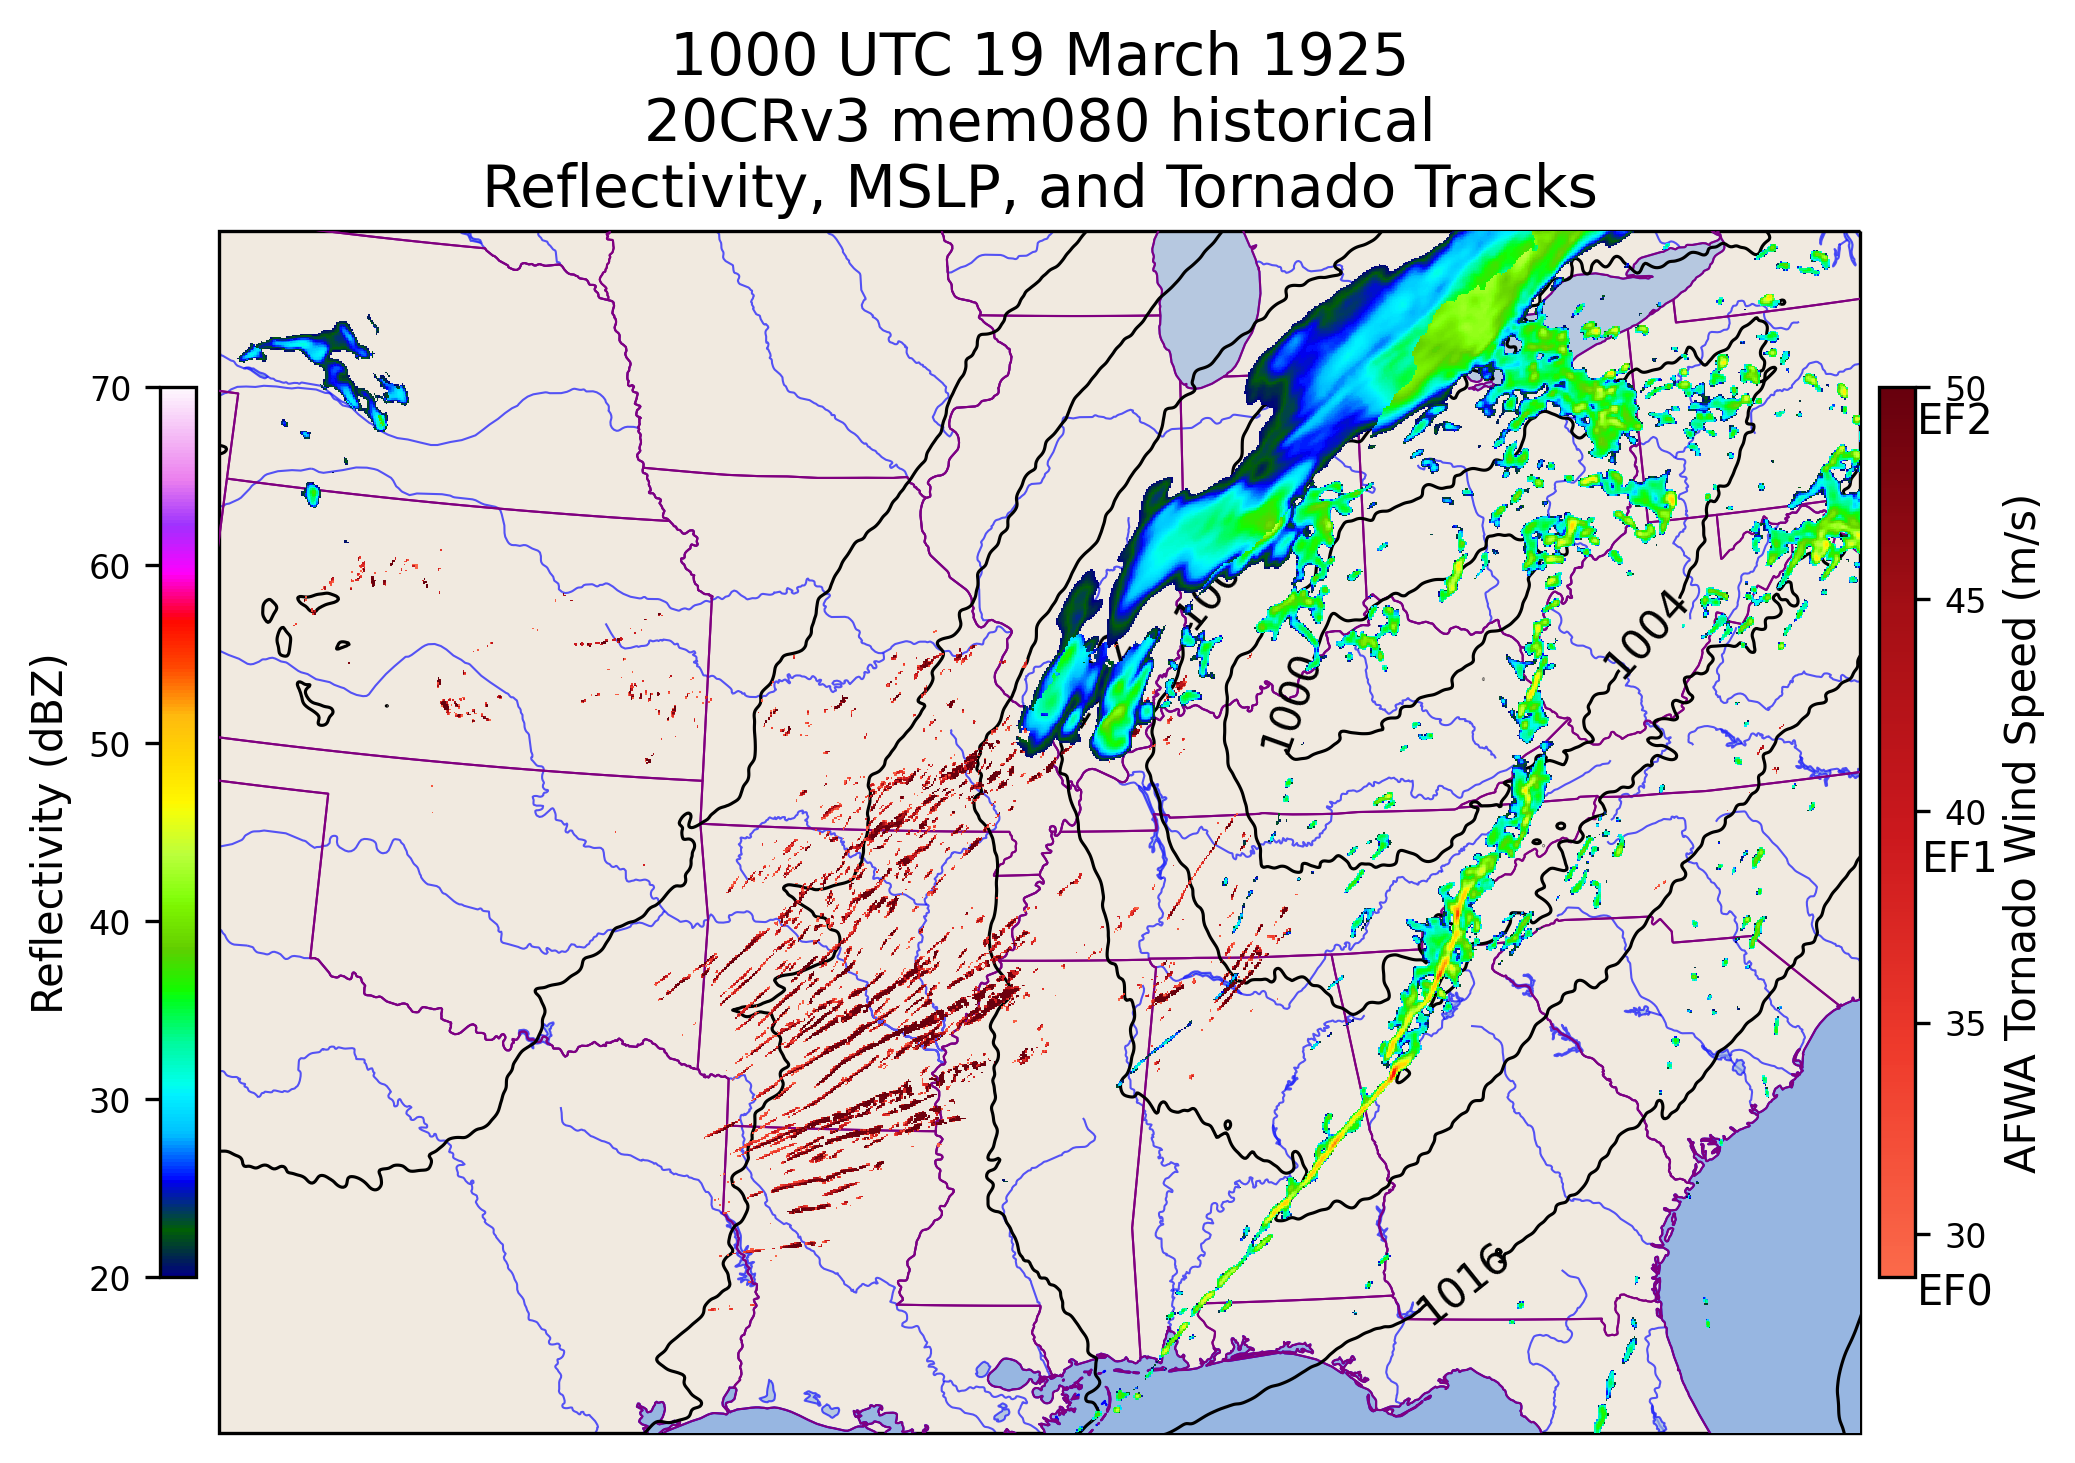 1000 UTC 19 March 1925
20CRv3 mem080 historical
Reflectivity, MSLP, and Tornado Tracks
70
60
50
40
30
20
Reflectivity (dBZ)
1000
1004
1016
50
EF2
45
40
EF1
35
30
EF0
AFWA Tornado Wind Speed (m/s)